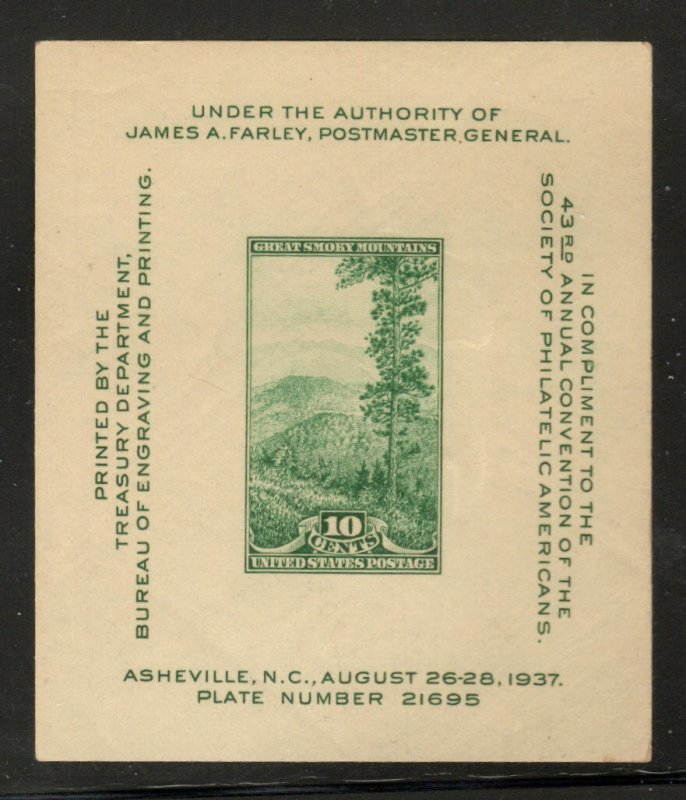 UNDER THE AUTHORITY OF
JAMES A. FARLEY, POSTMASTER GENERAL.
PRINTED BY THE
TREASURY DEPARTMENT,
BUREAU OF ENGRAVING AND PRINTING.
GREAT SMOKY MOUNTAINS
10
CENTS
UNITED STATES POSTAGE
IN COMPLIMENT TO THE
43RD ANNUAL CONVENTION OF THE
SOCIETY OF PHILATELIC AMERICANS.
ASHEVILLE, N.C., AUGUST 26-28, 1937.
PLATE NUMBER 21695